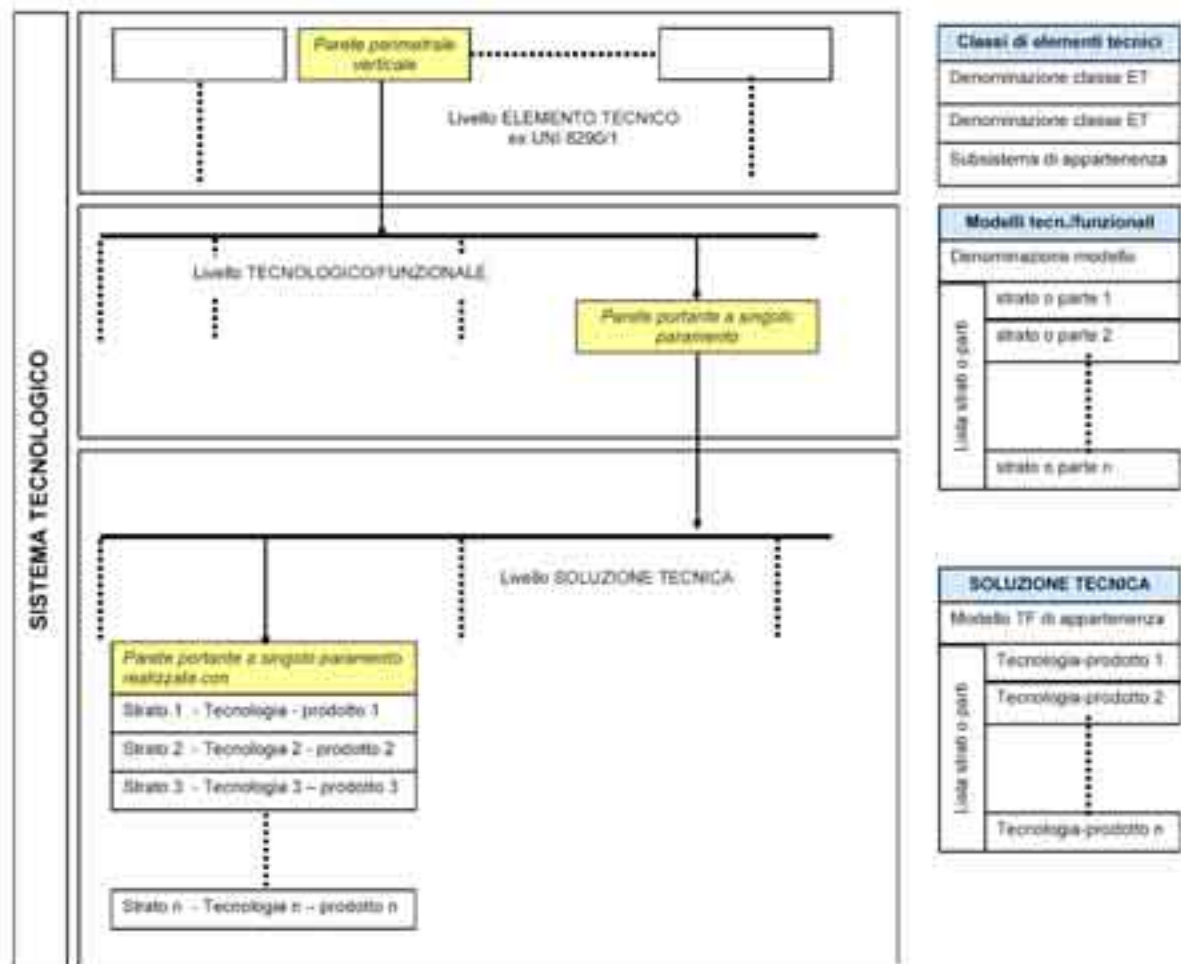 SISTEMA TECNOLOGICO
Parete perimetrale
verticale
Livello ELEMENTO TECNICO
ex UNI 8290/1
Livello TECNOLOGICO/FUNZIONALE
Parete portante a singolo
paramento
Livello SOLUZIONE TECNICA
Parete portante a singolo paramento
realizzata con
Strato 1 - Tecnologia - prodotto 1
Strato 2 - Tecnologia 2 - prodotto 2
Strato 3 - Tecnologia 3 – prodotto 3
Strato n - Tecnologia n – prodotto n
Classi di elementi tecnici
Denominazione classe ET
Denominazione classe ET
Subsistema di appartenenza
Modelli tecn./funzionali
Denominazione modello
Lista strati o parti
strato o parte 1
strato o parte 2
strato n parte n
SOLUZIONE TECNICA
Modello TF di appartenenza
Lista strati o parti
Tecnologia-prodotto 1
Tecnologia-prodotto 2
Tecnologia-prodotto n